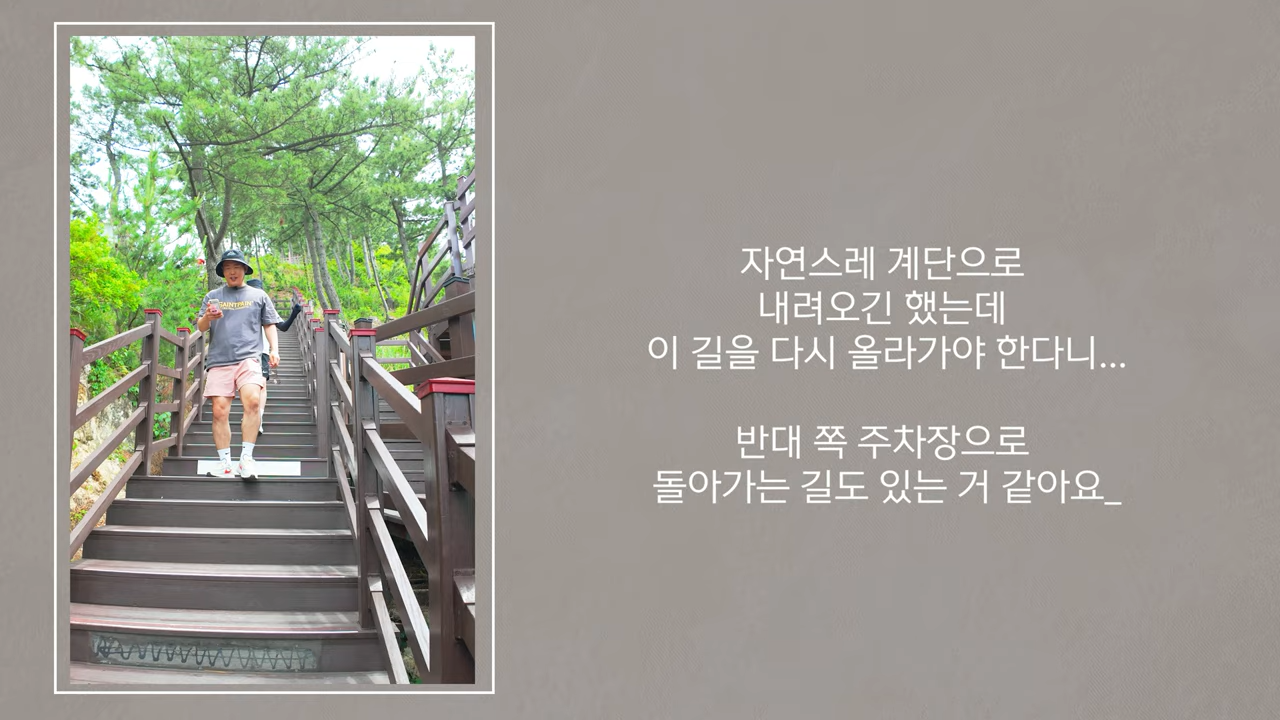 자연스레 계단으로
내려오긴 했는데
이 길을 다시 올라가야 한다니...
반대 쪽 주차장으로
돌아가는 길도 있는 거 같아요_